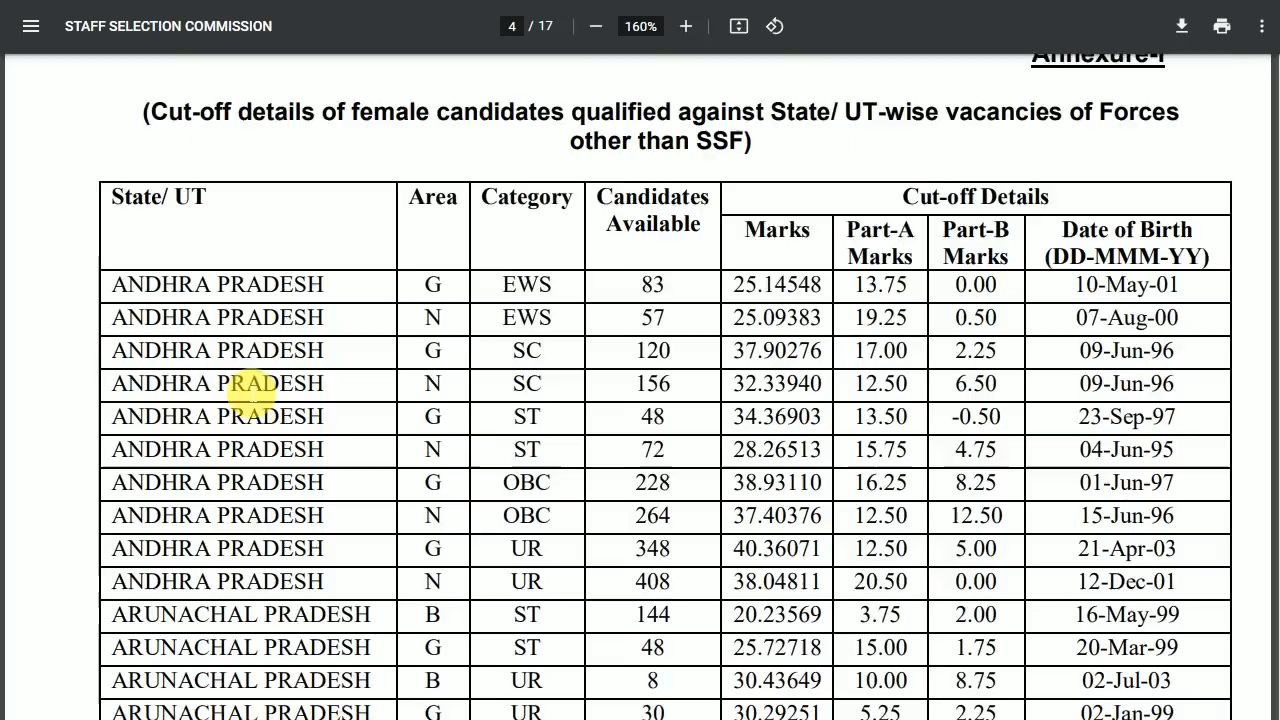 STAFF SELECTION COMMISSION 4 / 17 160%
Annexure-I
(Cut-off details of female candidates qualified against State/ UT-wise vacancies of Forces
other than SSF)
State/ UT Area Category Candidates Available Cut-off Details
Marks Part-A Marks Part-B Marks Date of Birth (DD-MMM-YY)
ANDHRA PRADESH G EWS 83 25.14548 13.75 0.00 10-May-01
ANDHRA PRADESH N EWS 57 25.09383 19.25 0.50 07-Aug-00
ANDHRA PRADESH G SC 120 37.90276 17.00 2.25 09-Jun-96
ANDHRA PRADESH N SC 156 32.33940 12.50 6.50 09-Jun-96
ANDHRA PRADESH G ST 48 34.36903 13.50 -0.50 23-Sep-97
ANDHRA PRADESH N ST 72 28.26513 15.75 4.75 04-Jun-95
ANDHRA PRADESH G OBC 228 38.93110 16.25 8.25 01-Jun-97
ANDHRA PRADESH N OBC 264 37.40376 12.50 12.50 15-Jun-96
ANDHRA PRADESH G UR 348 40.36071 12.50 5.00 21-Apr-03
ANDHRA PRADESH N UR 408 38.04811 20.50 0.00 12-Dec-01
ARUNACHAL PRADESH B ST 144 20.23569 3.75 2.00 16-May-99
ARUNACHAL PRADESH G ST 48 25.72718 15.00 1.75 20-Mar-99
ARUNACHAL PRADESH B UR 8 30.43649 10.00 8.75 02-Jul-03
ARUNACHAL PRADESH G UR 30 30.29251 5.25 2.25 02-Jan-99